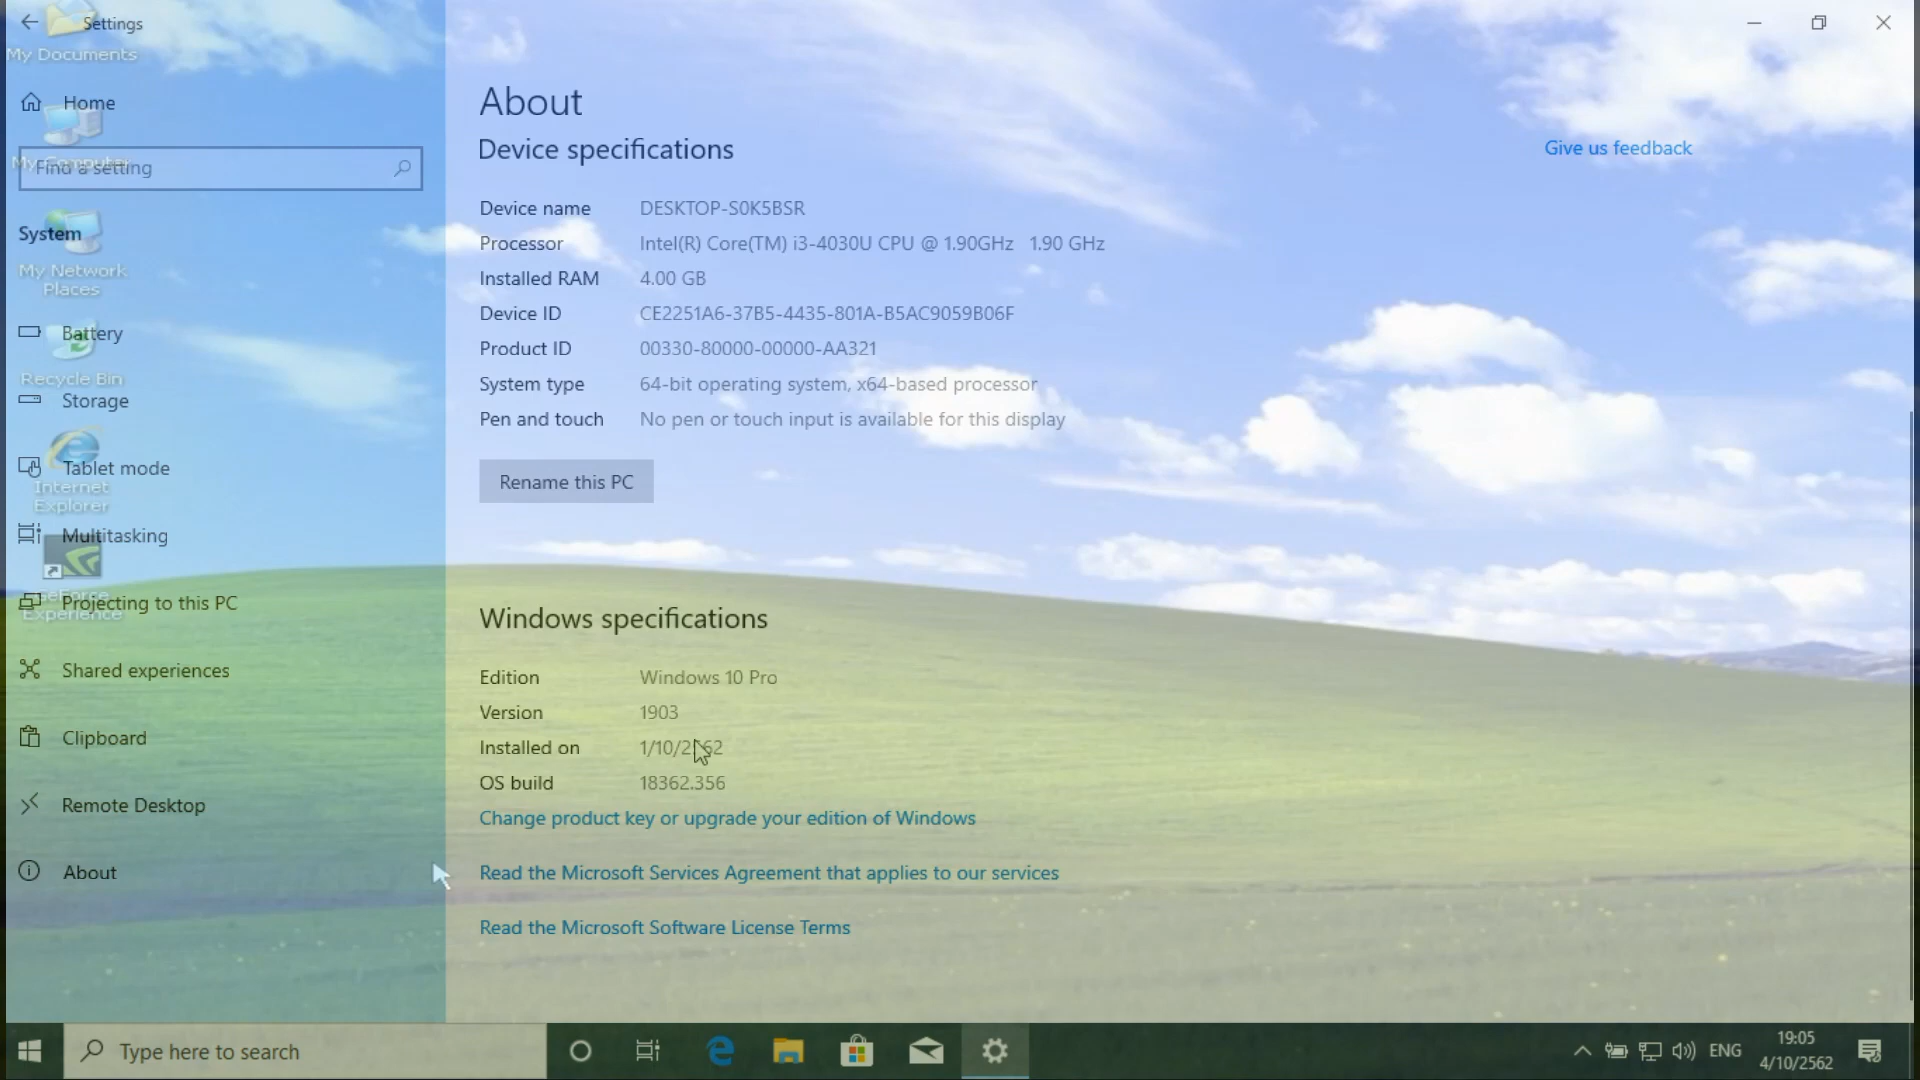 Settings
My Documents
Home
My Computer
Find a setting
System
My Network
Places
Battery
Recycle Bin
Storage
Tablet mode
Internet
Explorer
Multitasking
Projecting to this PC
Experience
Shared experiences
Clipboard
Remote Desktop
About
About
Device specifications
Give us feedback
Device name DESKTOP-S0K5BSR
Processor Intel(R) Core(TM) i3-4030U CPU @ 1.90GHz 1.90 GHz
Installed RAM 4.00 GB
Device ID CE2251A6-37B5-4435-801A-B5AC9059B06F
Product ID 00330-80000-00000-AA321
System type 64-bit operating system, x64-based processor
Pen and touch No pen or touch input is available for this display
Rename this PC
Windows specifications
Edition Windows 10 Pro
Version 1903
Installed on 1/10/2562
OS build 18362.356
Change product key or upgrade your edition of Windows
Read the Microsoft Services Agreement that applies to our services
Read the Microsoft Software License Terms
Type here to search
ENG
19:05
4/10/2562